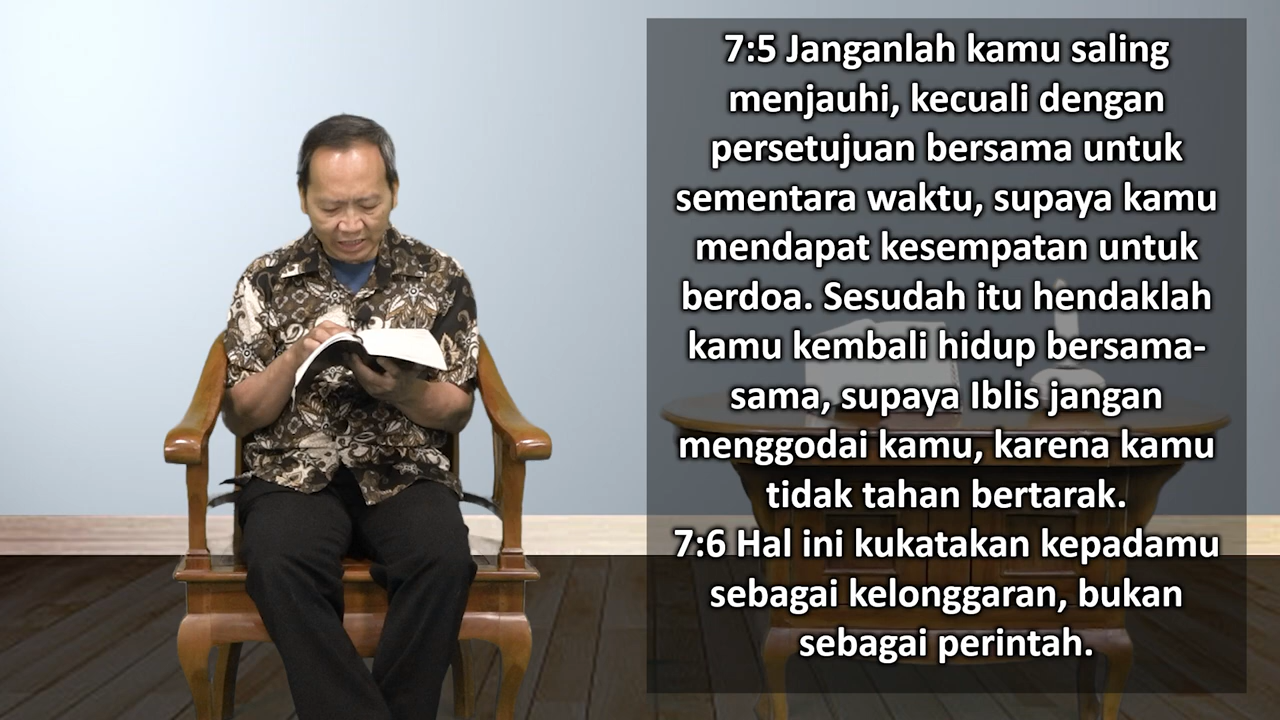 7:5 Janganlah kamu saling
menjauhi, kecuali dengan
persetujuan bersama untuk
sementara waktu, supaya kamu
mendapat kesempatan untuk
berdoa. Sesudah itu hendaklah
kamu kembali hidup bersama-
sama, supaya Iblis jangan
menggodai kamu, karena kamu
tidak tahan bertarak.
7:6 Hal ini kukatakan kepadamu
sebagai kelonggaran, bukan
sebagai perintah.